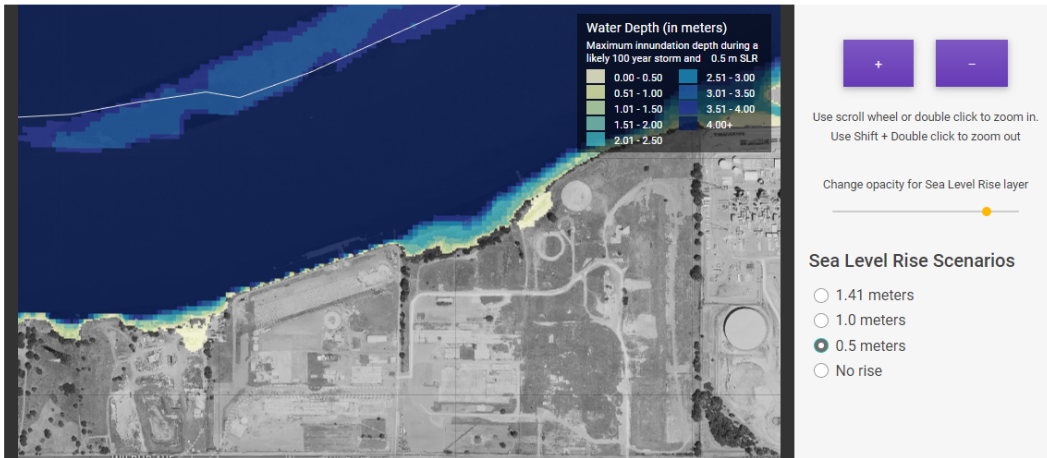 Water Depth (in meters)
Maximum innundation depth during a
likely 100 year storm and 0.5 m SLR
0.00 - 0.50
0.51 - 1.00
1.01 - 1.50
1.51 - 2.00
2.01 - 2.50
2.51 - 3.00
3.01 - 3.50
3.51 - 4.00
4.00+
+
−
Use scroll wheel or double click to zoom in.
Use Shift + Double click to zoom out
Change opacity for Sea Level Rise layer
Sea Level Rise Scenarios
1.41 meters
1.0 meters
0.5 meters
No rise